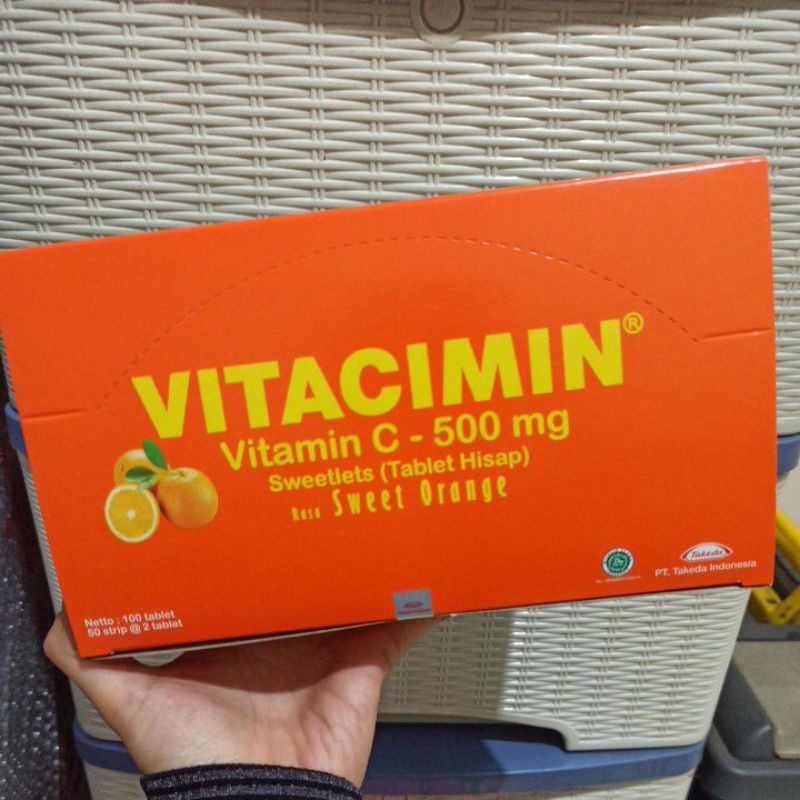 VITACIMIN®
Vitamin C - 500 mg
Sweetlets (Tablet Hisap)
Rasa Sweet Orange
Netto : 100 tablet
50 strip @ 2 tablet
Takeda
PT. Takeda Indonesia